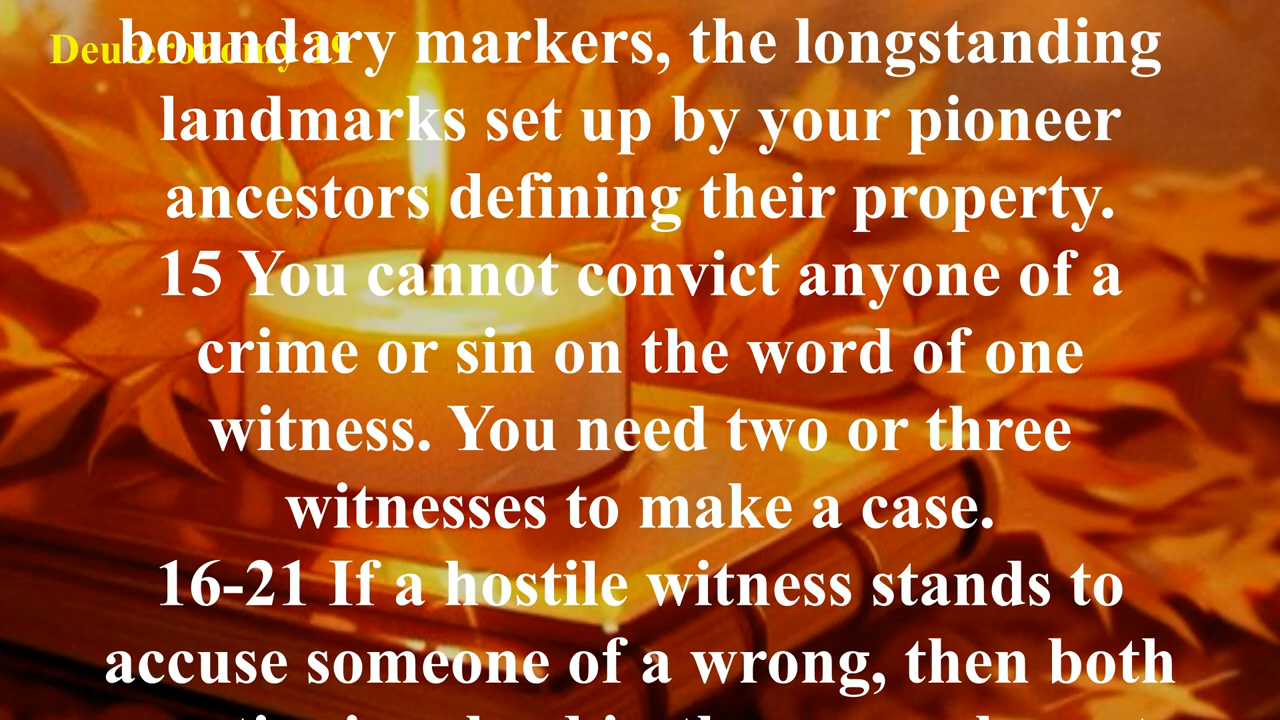 Deuteronomy 19
boundary markers, the longstanding
landmarks set up by your pioneer
ancestors defining their property.
15 You cannot convict anyone of a
crime or sin on the word of one
witness. You need two or three
witnesses to make a case.
16-21 If a hostile witness stands to
accuse someone of a wrong, then both